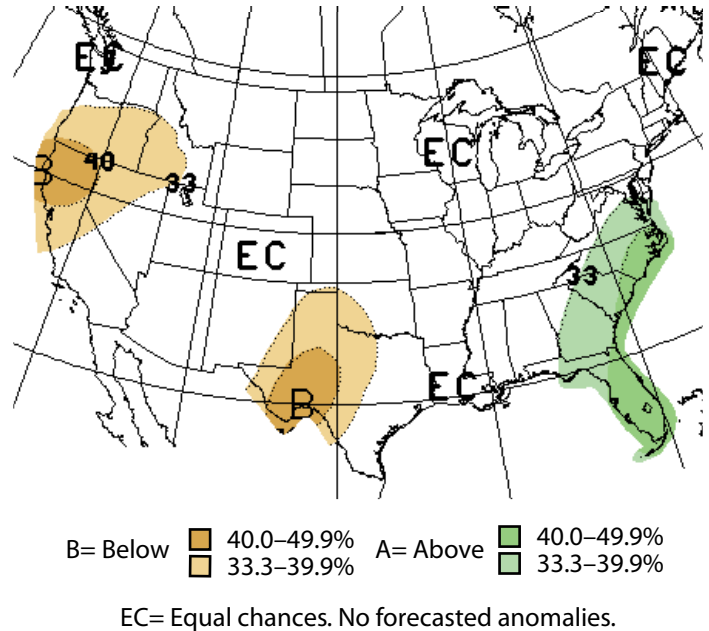 EC
EC
EC
B
40
33
EC
33
EC
B
B= Below
40.0–49.9%
33.3–39.9%
A= Above
40.0–49.9%
33.3–39.9%
EC= Equal chances. No forecasted anomalies.